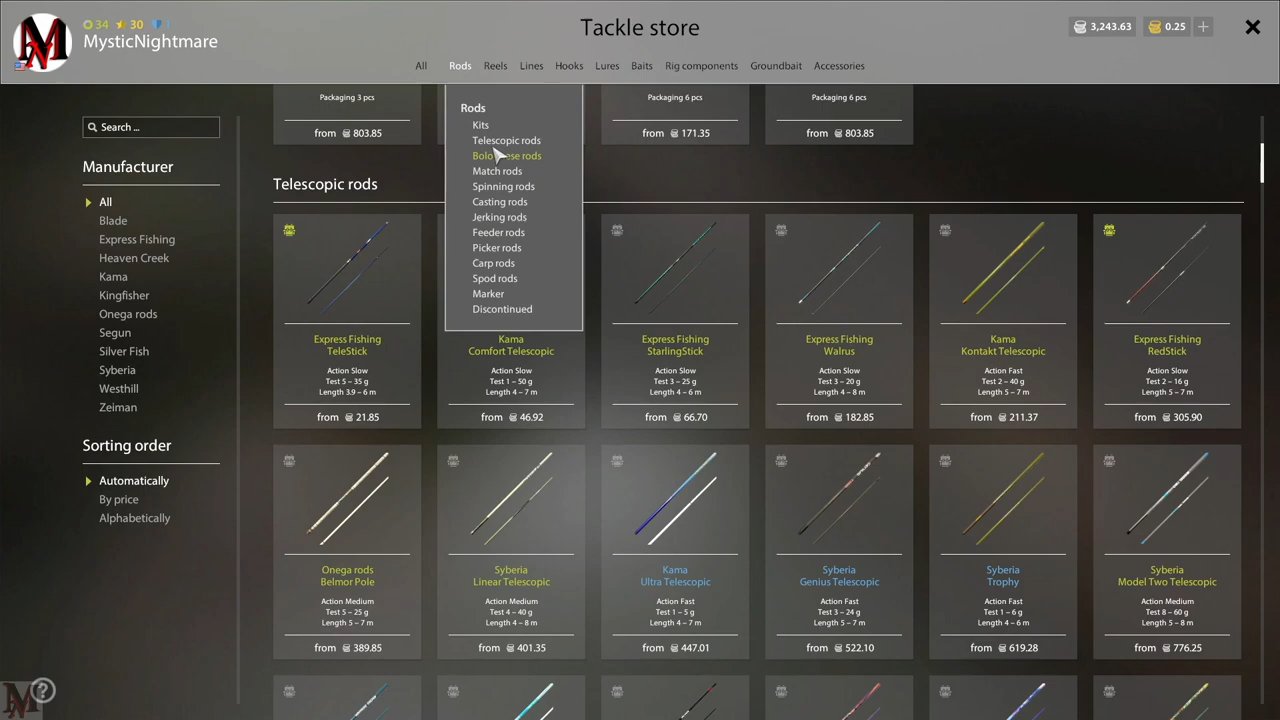 34 30
MysticNightmare
Tackle store
3,243.63 0.25 +
All Rods Reels Lines Hooks Lures Baits Rig components Groundbait Accessories
Search ...
Manufacturer
All
Blade
Express Fishing
Heaven Creek
Kama
Kingfisher
Onega rods
Segun
Silver Fish
Syberia
Westhill
Zeiman
Sorting order
Automatically
By price
Alphabetically
Rods
Kits
Telescopic rods
Bolognese rods
Match rods
Spinning rods
Casting rods
Jerking rods
Feeder rods
Picker rods
Carp rods
Spod rods
Marker
Discontinued
Packaging 3 pcs
from 803.85
Packaging 6 pcs
from 171.35
Packaging 6 pcs
from 803.85
Telescopic rods
Express Fishing
TeleStick
Action Slow
Test 5 – 35 g
Length 3.9 – 6 m
from 21.85
Kama
Comfort Telescopic
Action Slow
Test 1 – 50 g
Length 4 – 7 m
from 46.92
Express Fishing
StarlingStick
Action Slow
Test 3 – 25 g
Length 4 – 6 m
from 66.70
Express Fishing
Walrus
Action Slow
Test 3 – 20 g
Length 4 – 8 m
from 182.85
Kama
Kontakt Telescopic
Action Fast
Test 2 – 40 g
Length 5 – 7 m
from 211.37
Express Fishing
RedStick
Action Slow
Test 2 – 16 g
Length 4 – 7 m
from 305.90
Onega rods
Belmor Pole
Action Medium
Test 5 – 25 g
Length 5 – 7 m
from 389.85
Syberia
Linear Telescopic
Action Medium
Test 4 – 40 g
Length 4 – 8 m
from 401.35
Kama
Ultra Telescopic
Action Fast
Test 1 – 5 g
Length 4 – 7 m
from 447.01
Syberia
Genius Telescopic
Action Fast
Test 3 – 24 g
Length 5 – 7 m
from 522.10
Syberia
Trophy
Action Fast
Test 1 – 6 g
Length 4 – 6 m
from 619.28
Syberia
Model Two Telescopic
Action Medium
Test 8 – 60 g
Length 5 – 8 m
from 776.25
?